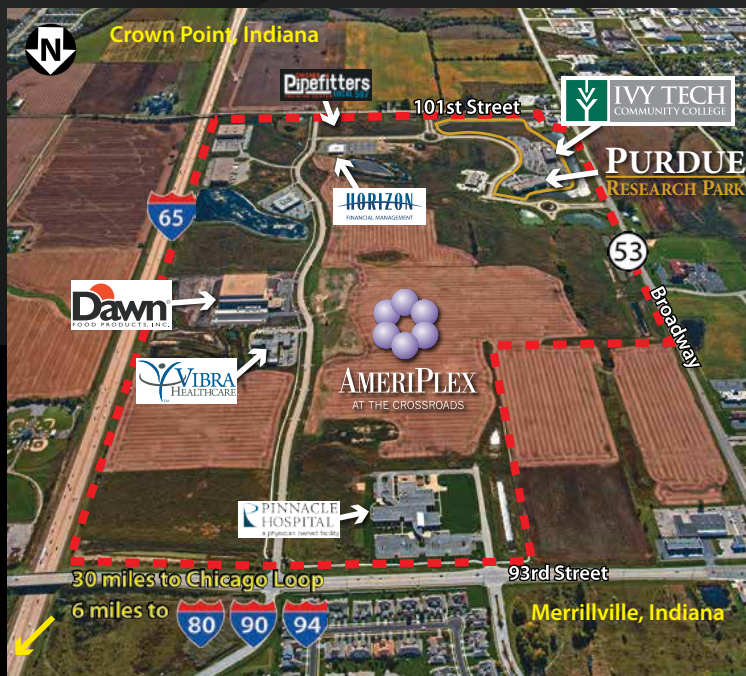 N
Crown Point, Indiana
Pipefitters
LOCAL 597
101st Street
IVY TECH
COMMUNITY COLLEGE
PURDUE
RESEARCH PARK
HORIZON
FINANCIAL MANAGEMENT
65
53
Broadway
Dawn
FOOD PRODUCTS, INC.
VIBRA
HEALTHCARE
AMERIPLEX
AT THE CROSSROADS
PINNACLE
HOSPITAL
a physician owned facility
93rd Street
30 miles to Chicago Loop
6 miles to
80
90
94
Merrillville, Indiana